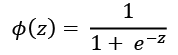 ϕ(z) = 1 / (1 + e^{-z})